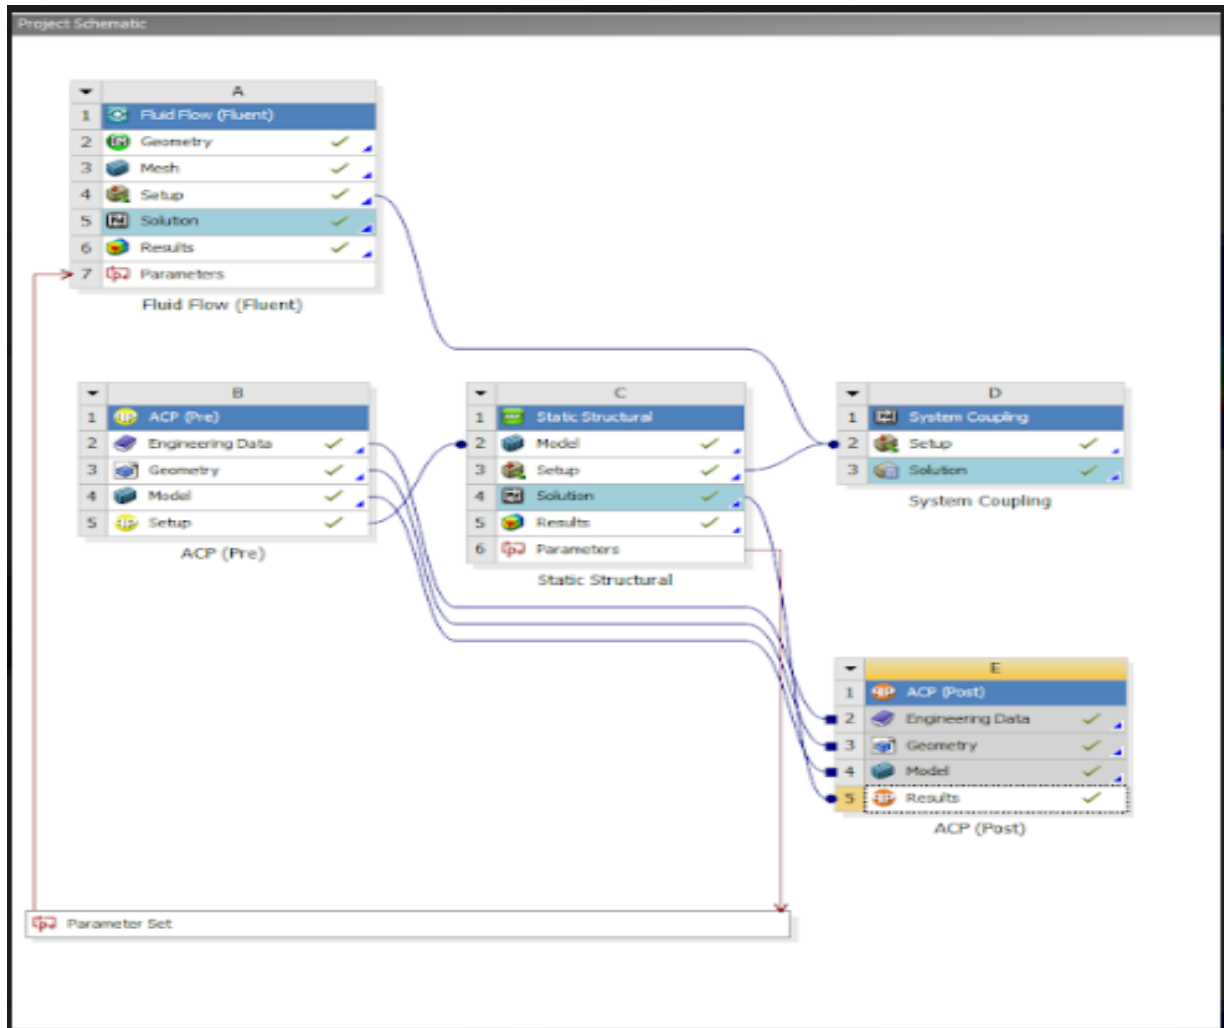 Project Schematic
A
1 Fluid Flow (Fluent)
2 Geometry
3 Mesh
4 Setup
5 Solution
6 Results
7 Parameters
Fluid Flow (Fluent)
B
1 ACP (Pre)
2 Engineering Data
3 Geometry
4 Model
5 Setup
ACP (Pre)
C
1 Static Structural
2 Model
3 Setup
4 Solution
5 Results
6 Parameters
Static Structural
D
1 System Coupling
2 Setup
3 Solution
System Coupling
E
1 ACP (Post)
2 Engineering Data
3 Geometry
4 Model
5 Results
ACP (Post)
Parameter Set